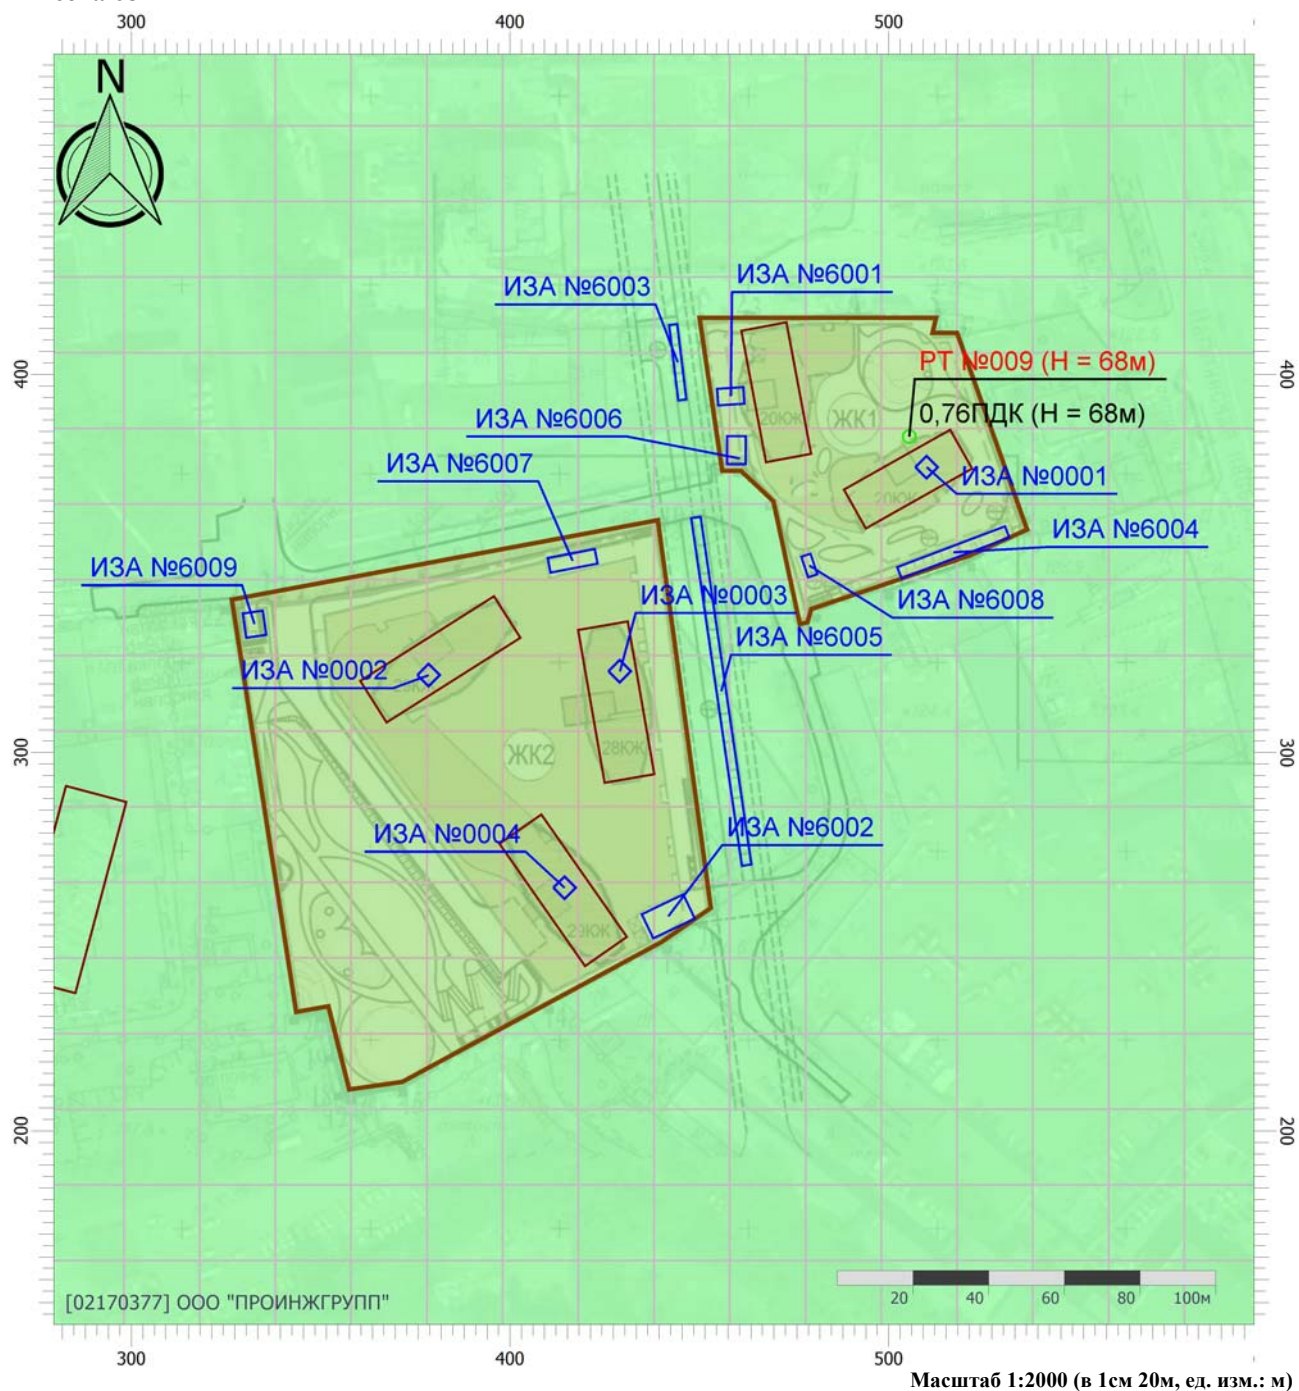 300 400 500
N
ИЗА №6001
ИЗА №6003
РТ №009 (H = 68м)
400 400
0,76ПДК (H = 68м)
20КЖ ЖК1
ИЗА №6006
ИЗА №6007
ИЗА №0001
20КЖ
ИЗА №6004
ИЗА №6009
ИЗА №0003
ИЗА №6008
ИЗА №6005
ИЗА №0002
300 300
ЖК2 28КЖ
ИЗА №0004
ИЗА №6002
29КЖ
200 200
20 40 60 80 100м
[02170377] ООО "ПРОИНЖГРУПП"
300 400 500
Масштаб 1:2000 (в 1см 20м, ед. изм.: м)